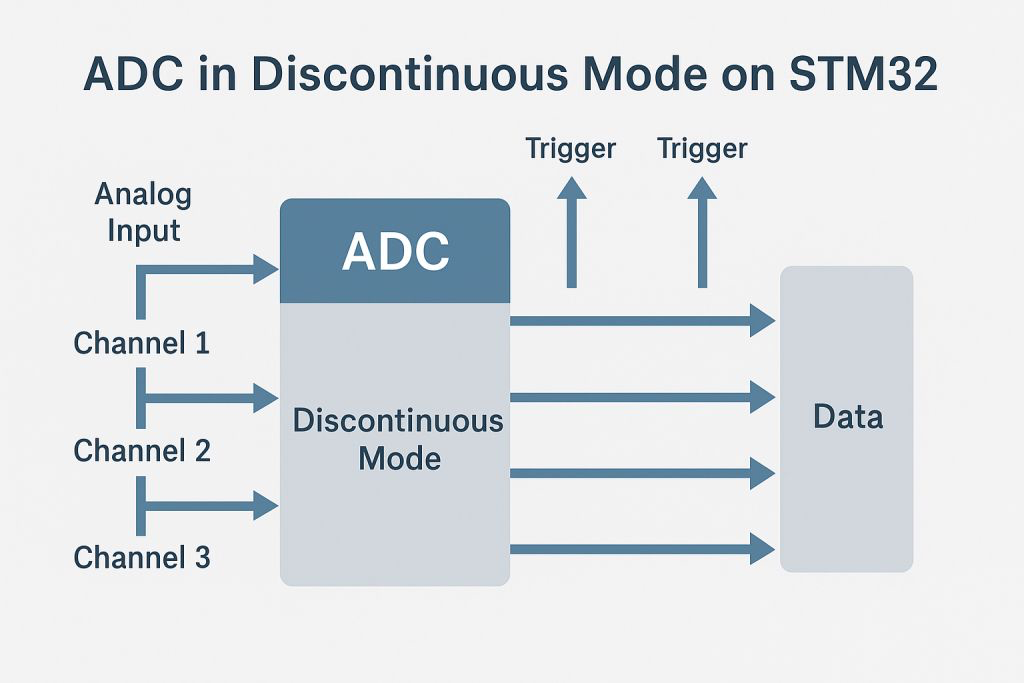 ADC in Discontinuous Mode on STM32
Trigger
Trigger
Analog
Input
ADC
Channel 1
Channel 2
Channel 3
Discontinuous
Mode
Data